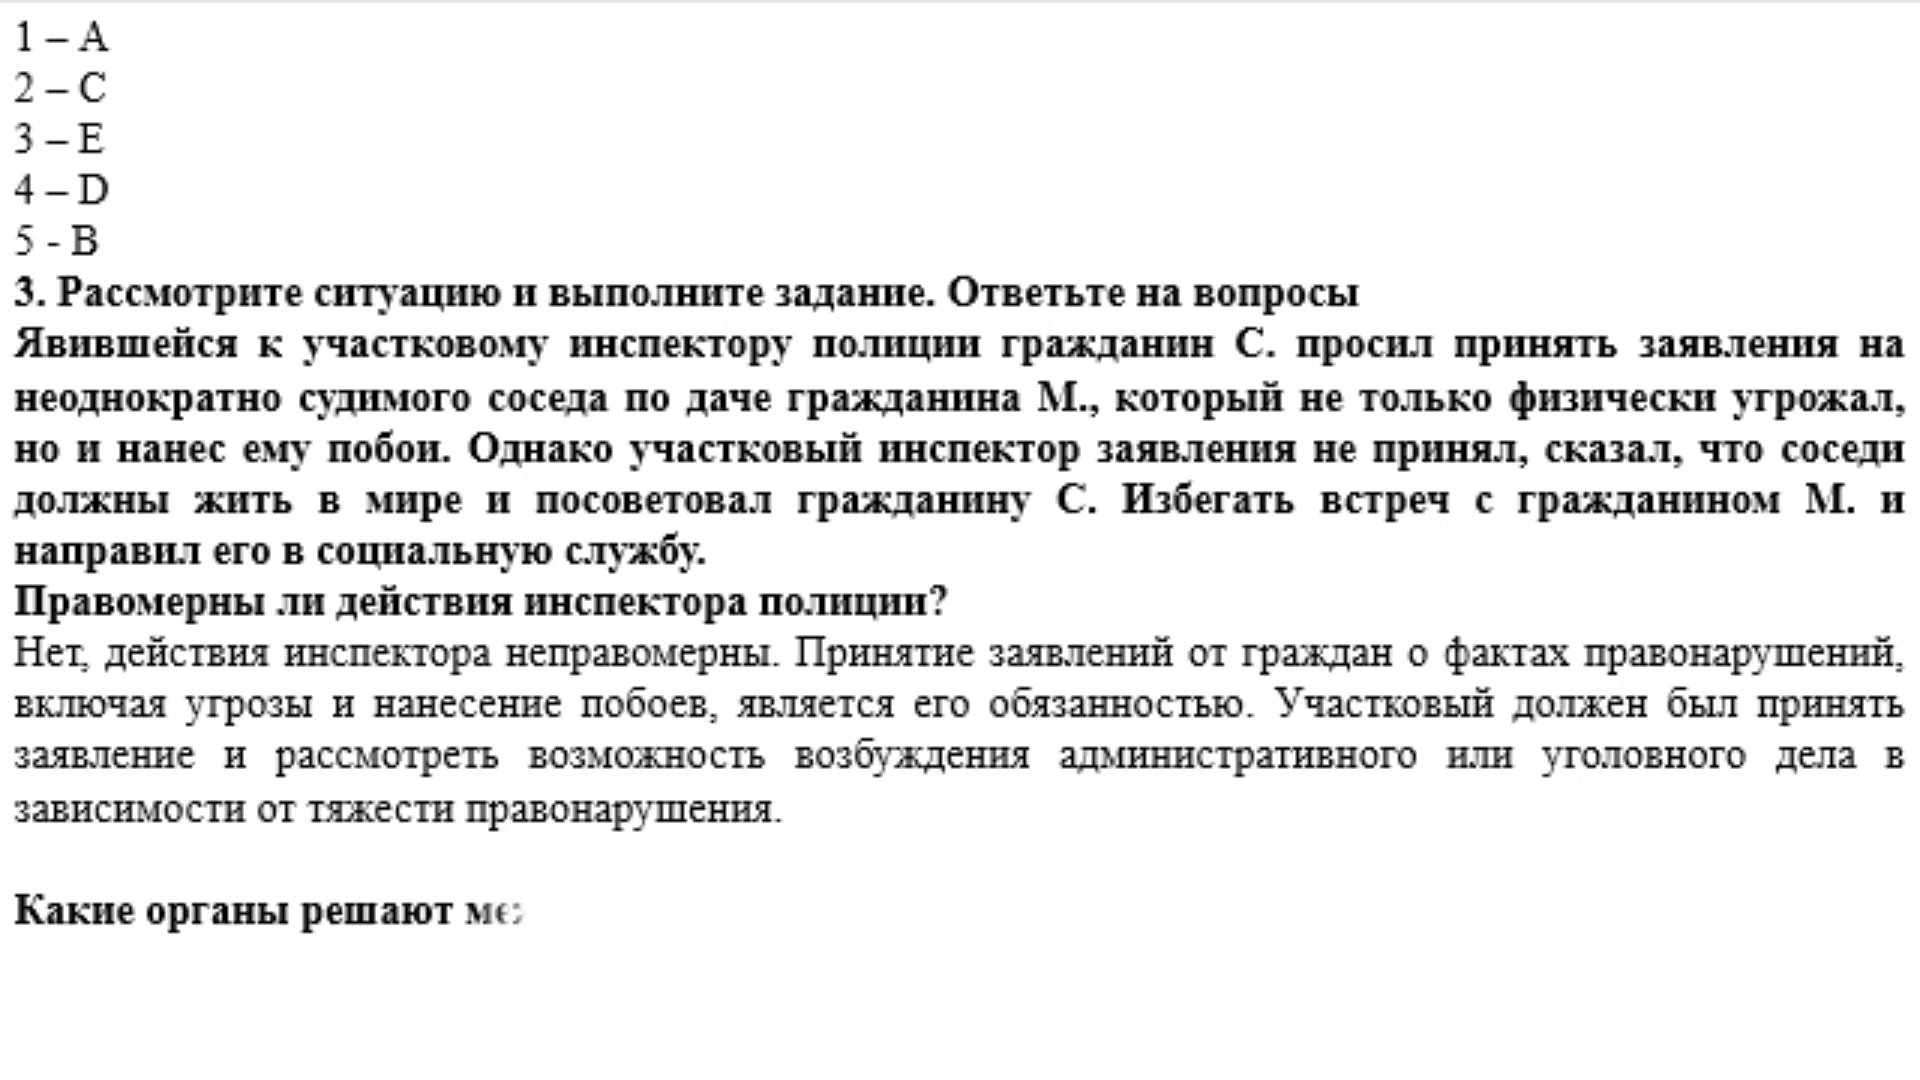 1 – A
2 – C
3 – E
4 – D
5 - B
3. Рассмотрите ситуацию и выполните задание. Ответьте на вопросы
Явившейся к участковому инспектору полиции гражданин С. просил принять заявления на
неоднократно судимого соседа по даче гражданина М., который не только физически угрожал,
но и нанес ему побои. Однако участковый инспектор заявления не принял, сказал, что соседи
должны жить в мире и посоветовал гражданину С. Избегать встреч с гражданином М. и
направил его в социальную службу.
Правомерны ли действия инспектора полиции?
Нет, действия инспектора неправомерны. Принятие заявлений от граждан о фактах правонарушений,
включая угрозы и нанесение побоев, является его обязанностью. Участковый должен был принять
заявление и рассмотреть возможность возбуждения административного или уголовного дела в
зависимости от тяжести правонарушения.
Какие органы решают